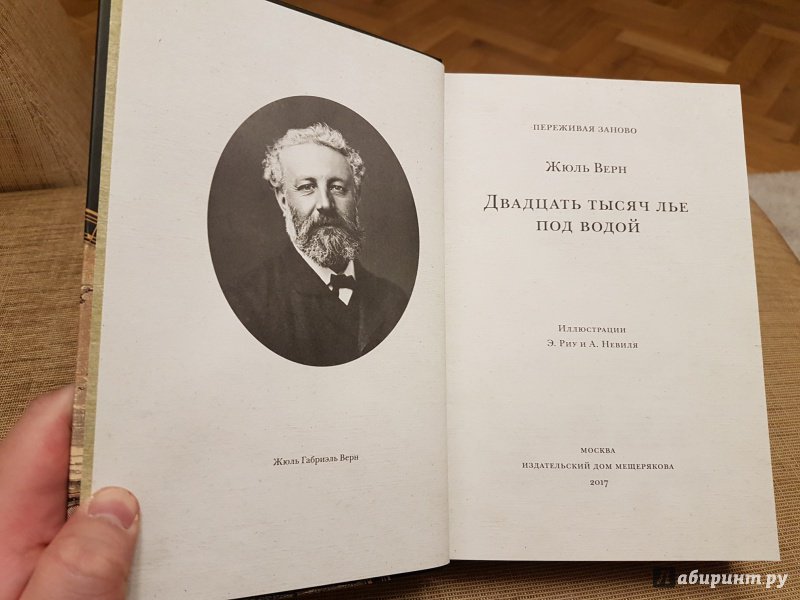 Жюль Габриэль Верн
ПЕРЕЖИВАЯ ЗАНОВО
Жюль Верн
Двадцать тысяч лье
под водой
Иллюстрации
Э. Риу и А. Невиля
МОСКВА
ИЗДАТЕЛЬСКИЙ ДОМ МЕЩЕРЯКОВА
2017
Лабиринт.ру